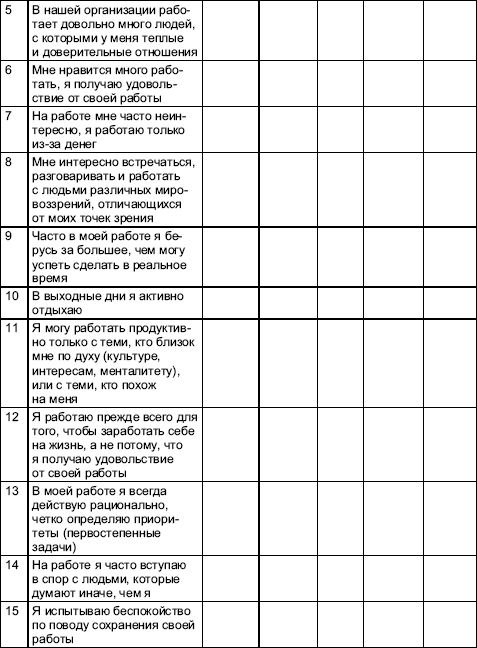 5 В нашей организации рабо-
тает довольно много людей,
с которыми у меня теплые
и доверительные отношения
6 Мне нравится много рабо-
тать, я получаю удоволь-
ствие от своей работы
7 На работе мне часто неин-
тересно, я работаю только
из-за денег
8 Мне интересно встречаться,
разговаривать и работать
с людьми различных миро-
воззрений, отличающихся
от моих точек зрения
9 Часто в моей работе я бе-
русь за большее, чем могу
успеть сделать в реальное
время
10 В выходные дни я активно
отдыхаю
11 Я могу работать продуктив-
но только с теми, кто близок
мне по духу (культуре,
интересам, менталитету),
или с теми, кто похож
на меня
12 Я работаю прежде всего для
того, чтобы заработать себе
на жизнь, а не потому, что
я получаю удовольствие
от своей работы
13 В моей работе я всегда
действую рационально,
четко определяю приори-
теты (первостепенные
задачи)
14 На работе я часто вступаю
в спор с людьми, которые
думают иначе, чем я
15 Я испытываю беспокойство
по поводу сохранения своей
работы